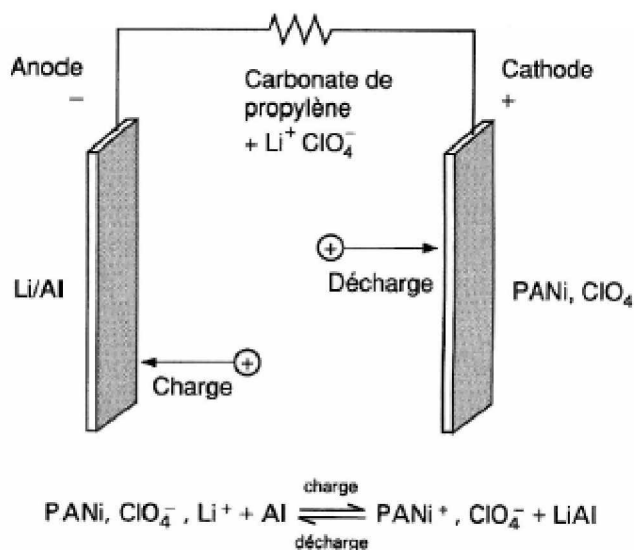 Anode
−
Carbonate de
propylène
+ Li⁺ ClO₄⁻
Cathode
+
Li/Al
+
Décharge
PANi, ClO₄
+
Charge
PANi, ClO₄⁻ , Li⁺ + Al ⇌ PANi⁺ , ClO₄⁻ + LiAl
charge
décharge